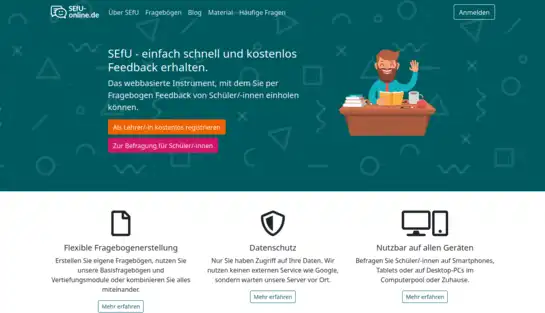 SEfU-
online.de
Über SEfU Fragebögen Blog Material Häufige Fragen
Anmelden
SEfU - einfach schnell und kostenlos
Feedback erhalten.
Das webbasierte Instrument, mit dem Sie per
Fragebogen Feedback von Schüler/-innen einholen
können.
Als Lehrer/-in kostenlos registrieren
Zur Befragung für Schüler/-innen
Flexible Fragebogenerstellung
Erstellen Sie eigene Fragebögen, nutzen Sie
unsere Basisfragebögen und
Vertiefungsmodule oder kombinieren Sie alles
miteinander.
Mehr erfahren
Datenschutz
Nur Sie haben Zugriff auf Ihre Daten. Wir
nutzen keinen externen Service wie Google,
sondern warten unsere Server vor Ort.
Mehr erfahren
Nutzbar auf allen Geräten
Befragen Sie Schüler/-innen auf Smartphones,
Tablets oder auf Desktop-PCs im
Computerpool oder Zuhause.
Mehr erfahren